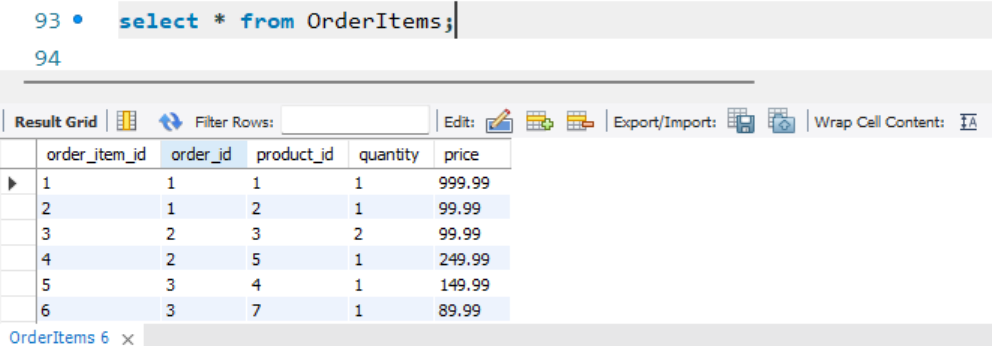 93 select * from OrderItems;
94
Result Grid Filter Rows: Edit: Export/Import: Wrap Cell Content: IA
order_item_id order_id product_id quantity price
1 1 1 1 999.99
2 1 2 1 99.99
3 2 3 2 99.99
4 2 5 1 249.99
5 3 4 1 149.99
6 3 7 1 89.99
OrderItems 6 ×